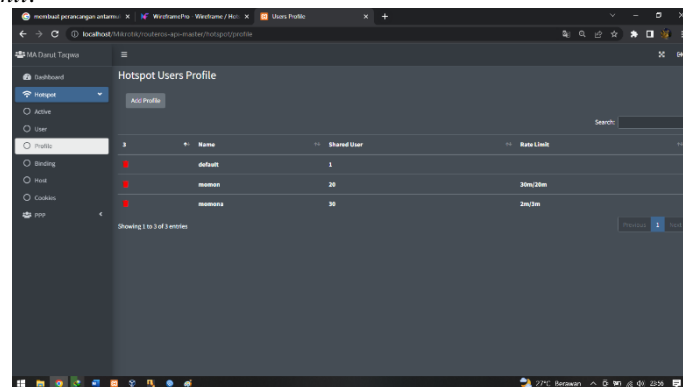 membuat perancangan antarmu
WireframePro - Wireframe / Hots
Users Profile
localhost/Mikrotik/routeros-api-master/hotspot/profile
MA Darut Taqwa
Dashboard
Hotspot Users Profile
Hotspot
Add Profile
Active
User
Search:
Profile
3 Name Shared User Rate Limit
Binding
default 1
Host
momon 20 30m/20m
Cookies
momons 30 2m/3m
PPP
Showing 1 to 3 of 3 entries
Previous 1 Next
27°C Berawan
23:56